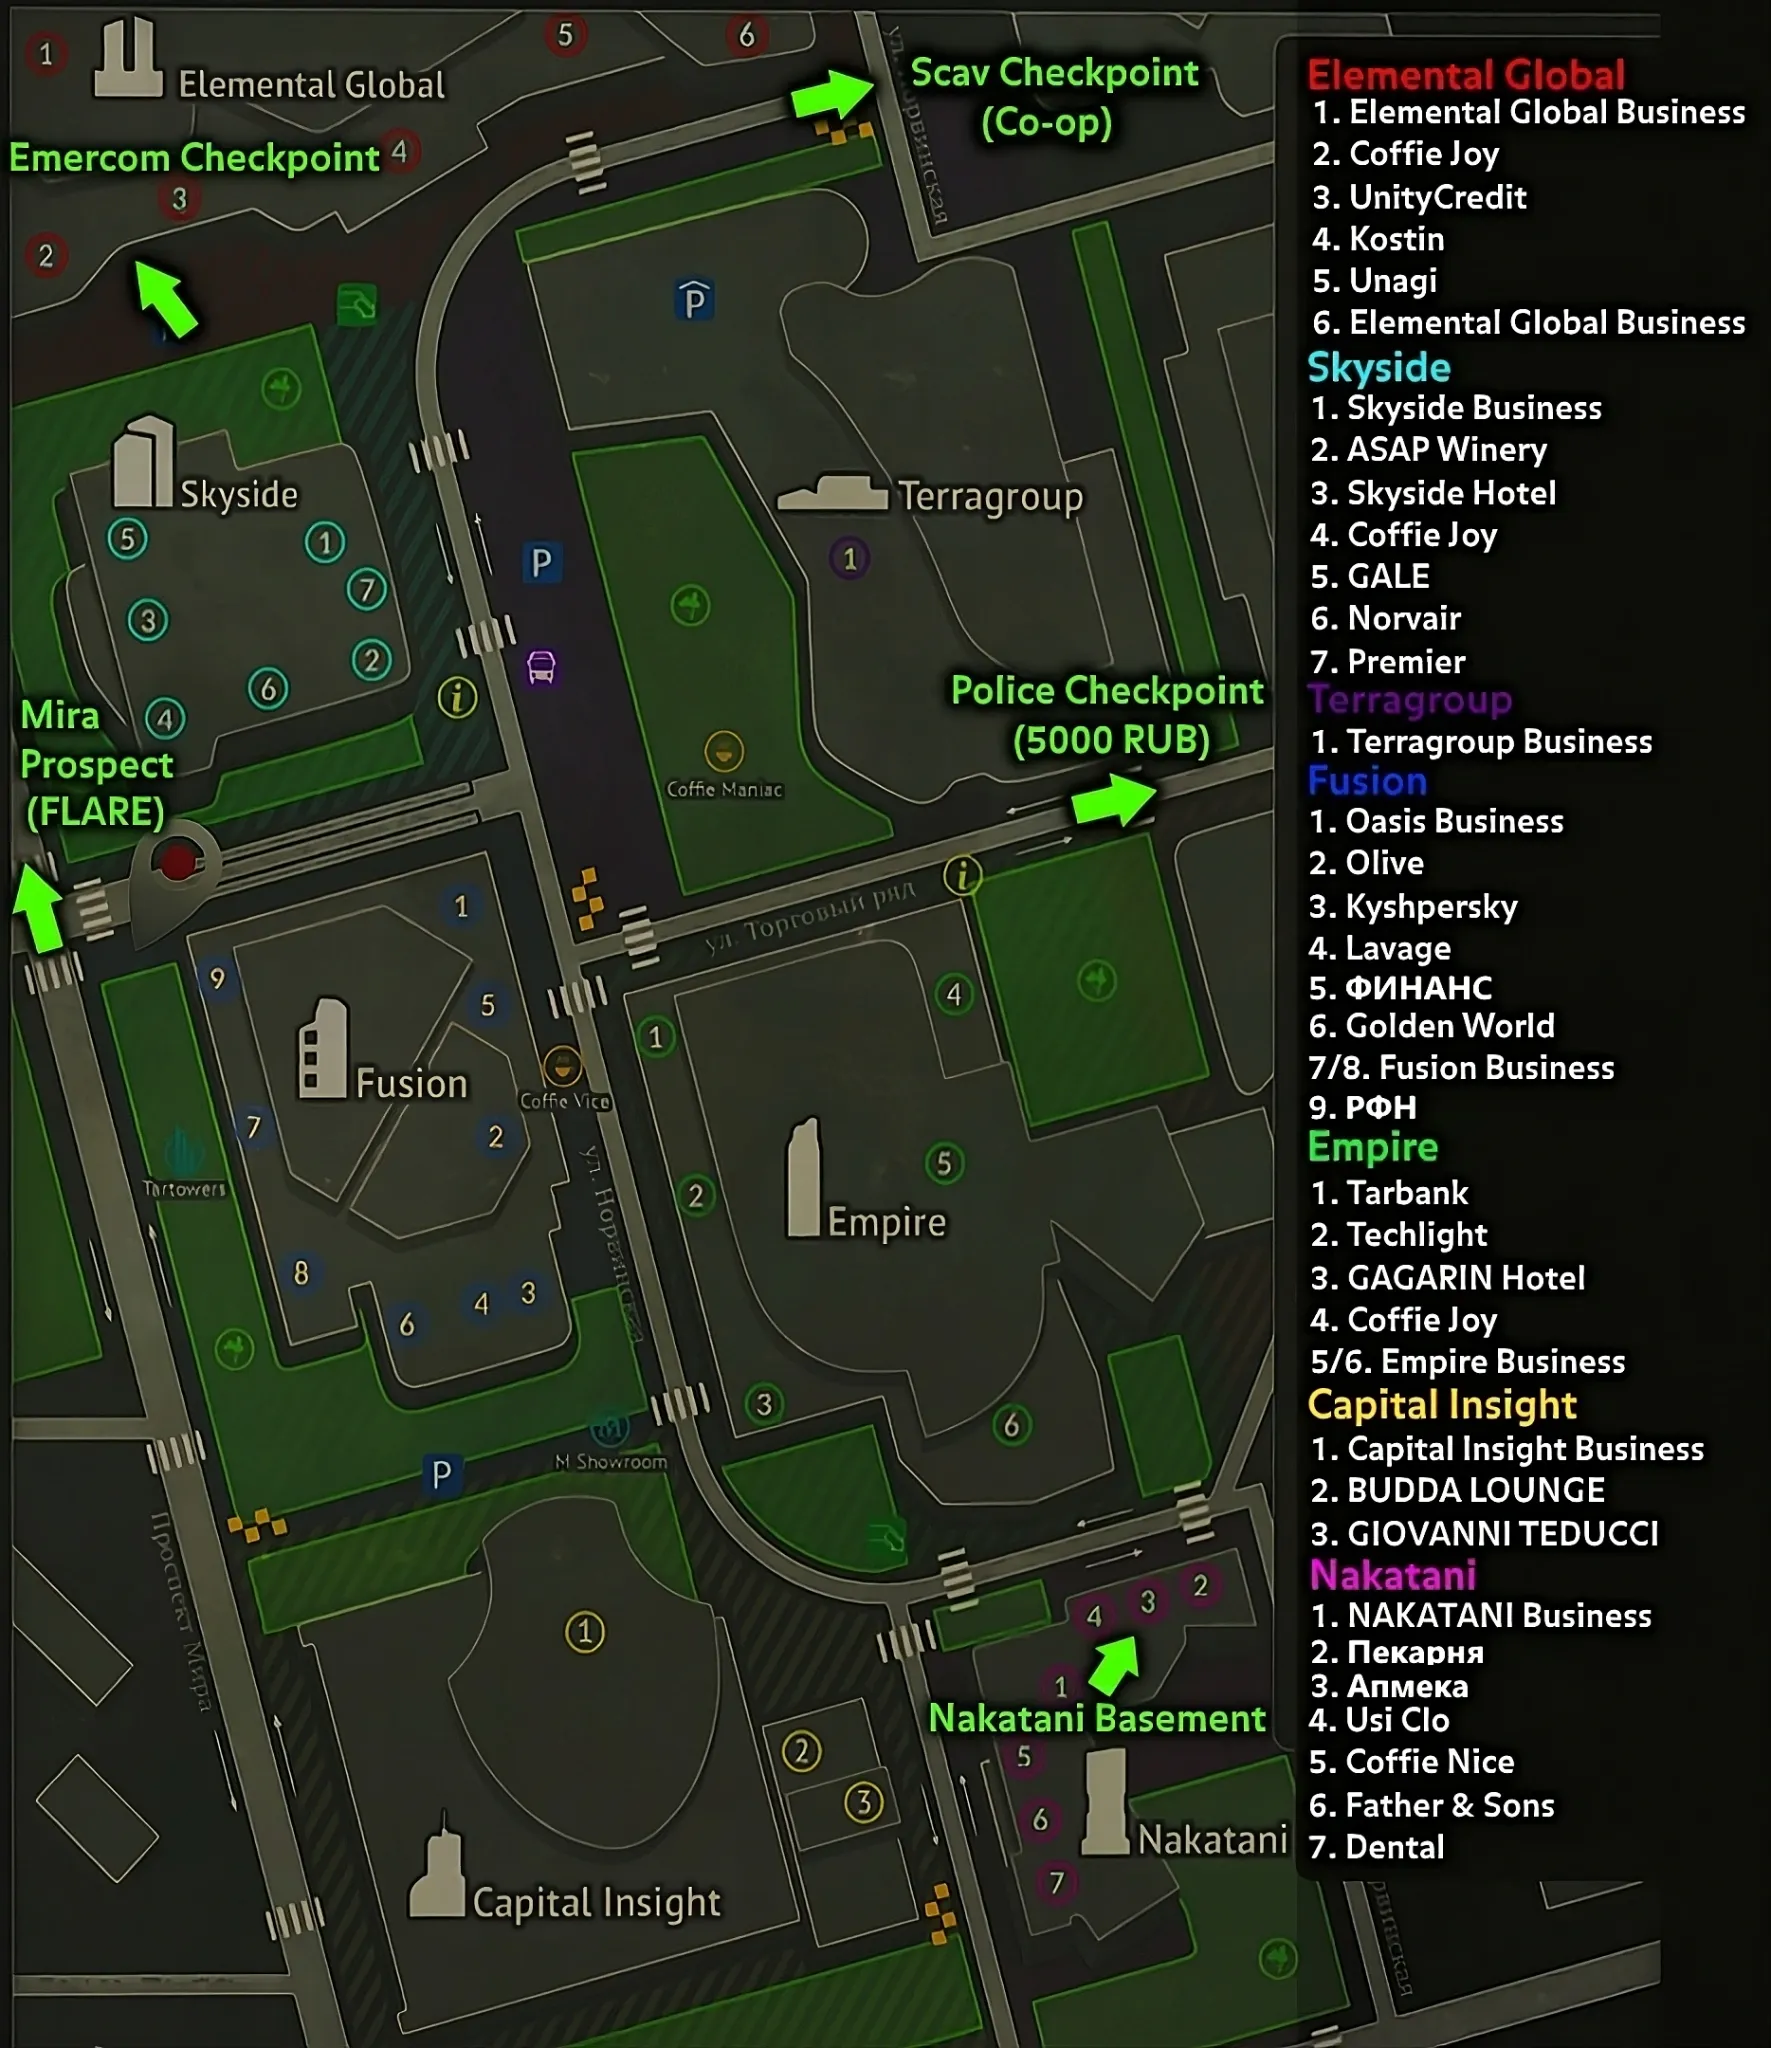 1
5
6
Elemental Global
Scav Checkpoint
(Co-op)
Emercom Checkpoint
4
3
2
P
Skyside
5
1
7
3
2
6
4
Terragroup
1
P
i
Mira
Prospect
(FLARE)
Police Checkpoint
(5000 RUB)
Coffie Maniac
i
ул. Торговый ряд
1
9
5
Fusion
7
2
8
6
4
3
Coffie Vice
Tartowers
ул. Норвинская
1
4
2
5
Empire
3
6
M Showroom
P
Проспект Мира
1
2
3
Capital Insight
4
3
2
1
Nakatani Basement
5
6
7
Nakatani
Elemental Global
1. Elemental Global Business
2. Coffie Joy
3. UnityCredit
4. Kostin
5. Unagi
6. Elemental Global Business
Skyside
1. Skyside Business
2. ASAP Winery
3. Skyside Hotel
4. Coffie Joy
5. GALE
6. Norvair
7. Premier
Terragroup
1. Terragroup Business
Fusion
1. Oasis Business
2. Olive
3. Kyshpersky
4. Lavage
5. ФИНАНС
6. Golden World
7/8. Fusion Business
9. РФН
Empire
1. Tarbank
2. Techlight
3. GAGARIN Hotel
4. Coffie Joy
5/6. Empire Business
Capital Insight
1. Capital Insight Business
2. BUDDA LOUNGE
3. GIOVANNI TEDUCCI
Nakatani
1. NAKATANI Business
2. Пекарня
3. Апмека
4. Usi Clo
5. Coffie Nice
6. Father & Sons
7. Dental